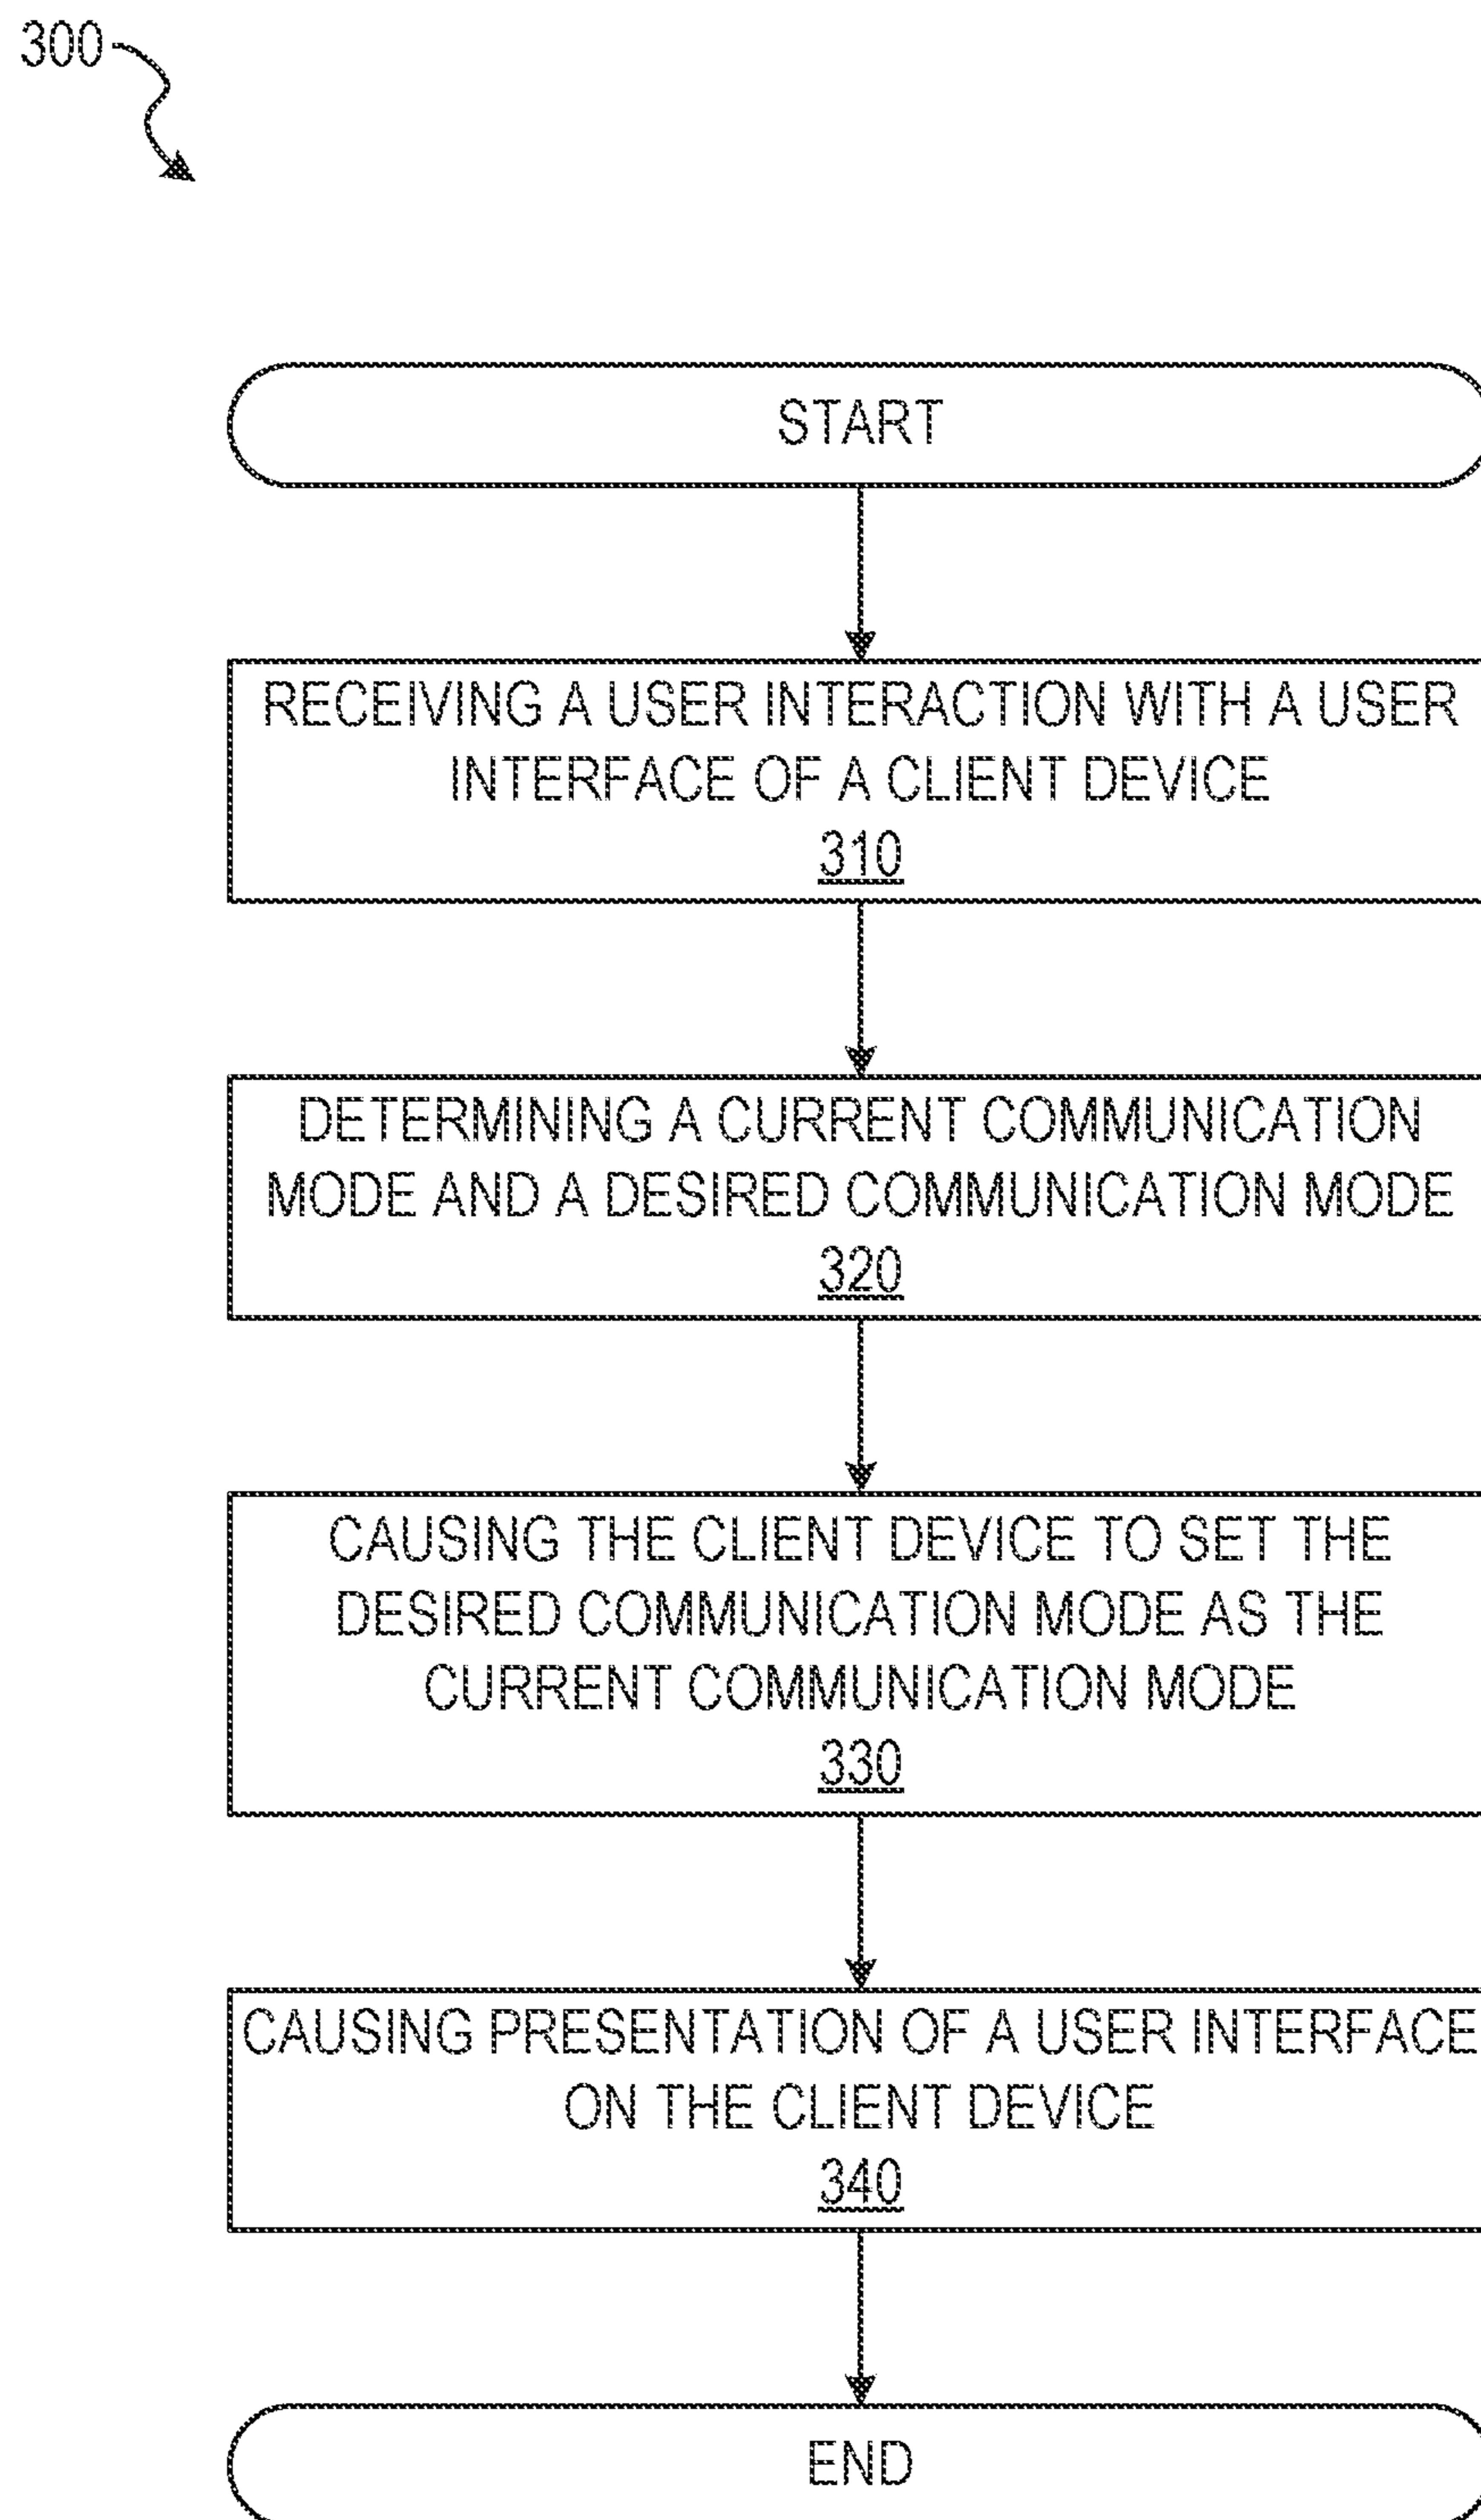 300
START
RECEIVING A USER INTERACTION WITH A USER
INTERFACE OF A CLIENT DEVICE
310
DETERMINING A CURRENT COMMUNICATION
MODE AND A DESIRED COMMUNICATION MODE
320
CAUSING THE CLIENT DEVICE TO SET THE
DESIRED COMMUNICATION MODE AS THE
CURRENT COMMUNICATION MODE
330
CAUSING PRESENTATION OF A USER INTERFACE
ON THE CLIENT DEVICE
340
END